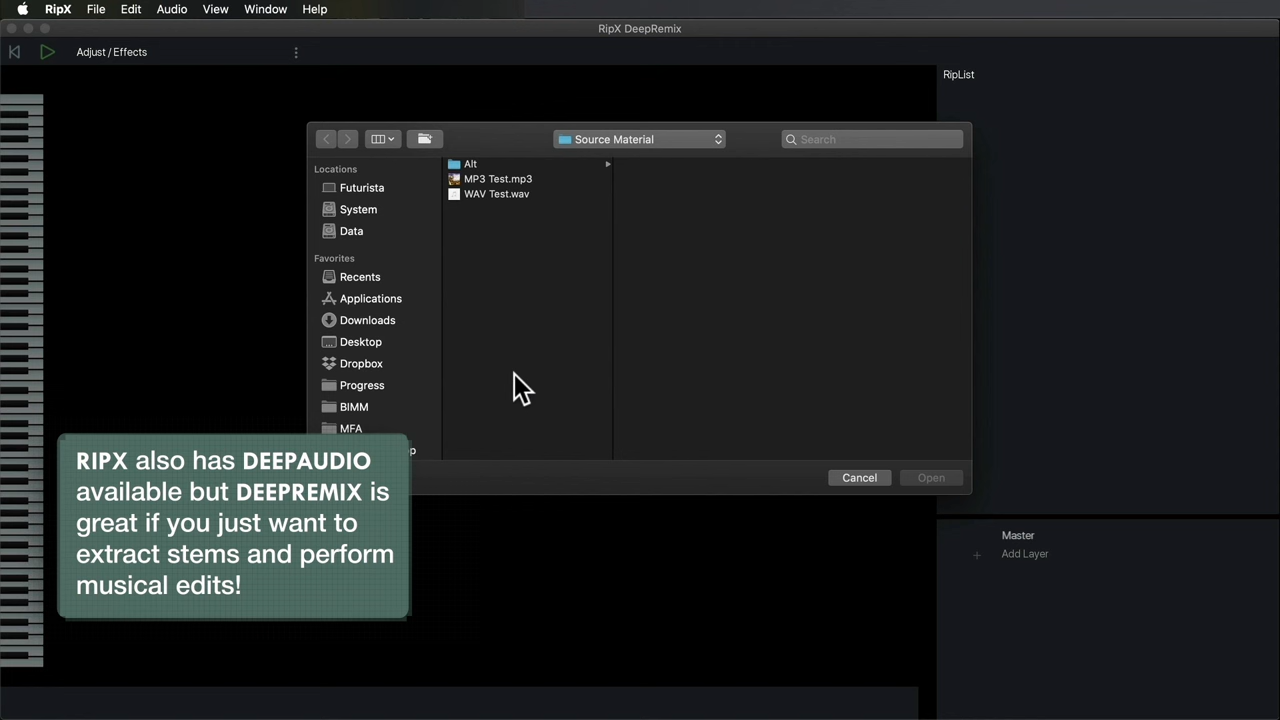 RipX File Edit Audio View Window Help
RipX DeepRemix
Adjust / Effects
RipList
Source Material
Search
Locations
Futurista
System
Data
Favorites
Recents
Applications
Downloads
Desktop
Dropbox
Progress
BIMM
MFA
p
Alt
MP3 Test.mp3
WAV Test.wav
Cancel Open
RIPX also has DEEPAUDIO
available but DEEPREMIX is
great if you just want to
extract stems and perform
musical edits!
Master
Add Layer